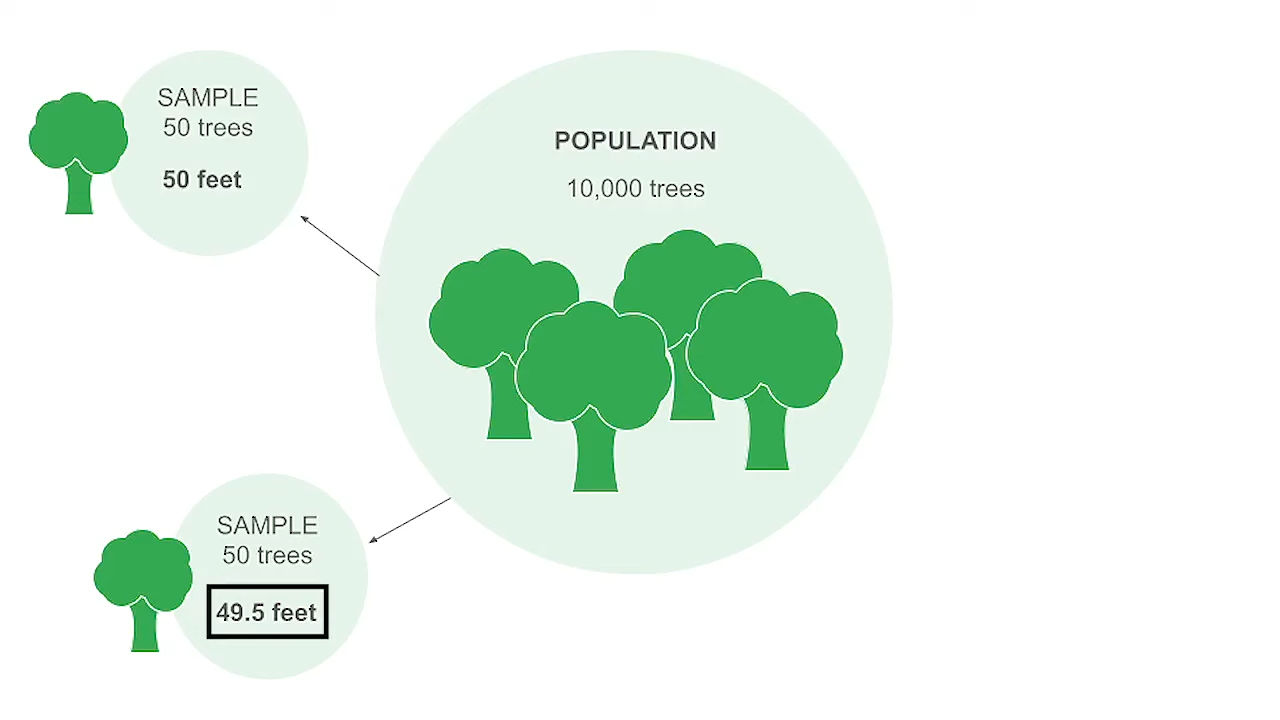 SAMPLE
50 trees
50 feet
POPULATION
10,000 trees
SAMPLE
50 trees
49.5 feet